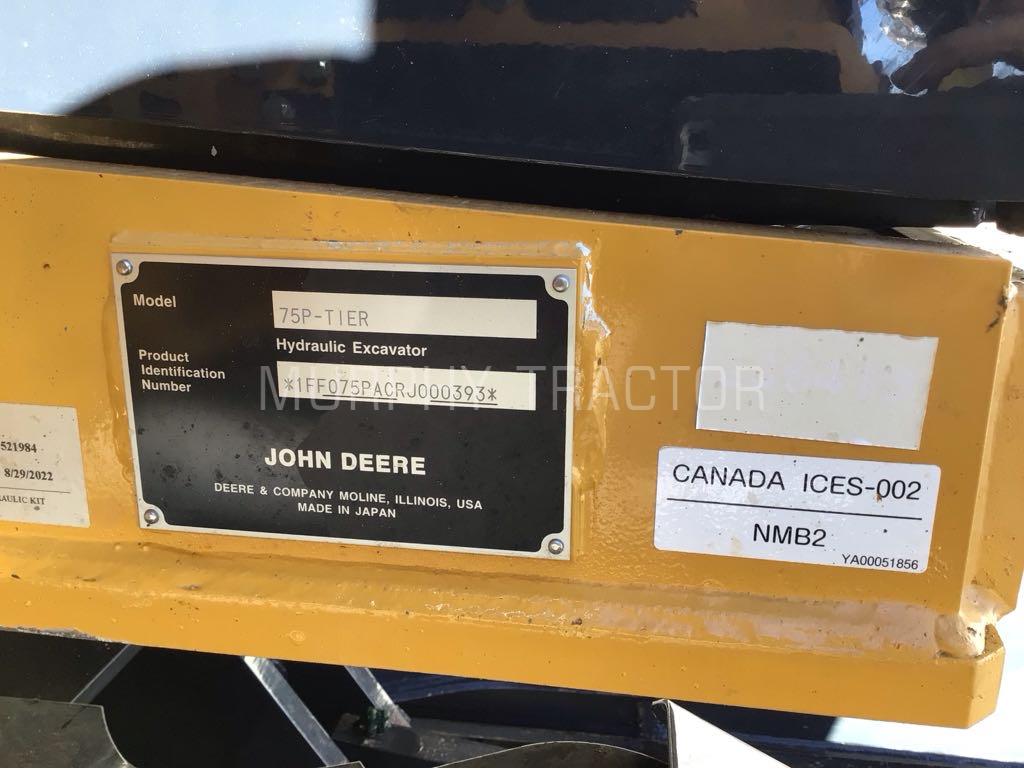 Model
75P-TIER
Hydraulic Excavator
Product
Identification
Number
*1FF075PACRJ000393*
JOHN DEERE
DEERE & COMPANY MOLINE, ILLINOIS, USA
MADE IN JAPAN
MURPHY TRACTOR
521984
8/29/2022
RAULIC KIT
CANADA ICES-002
NMB2
YA00051856